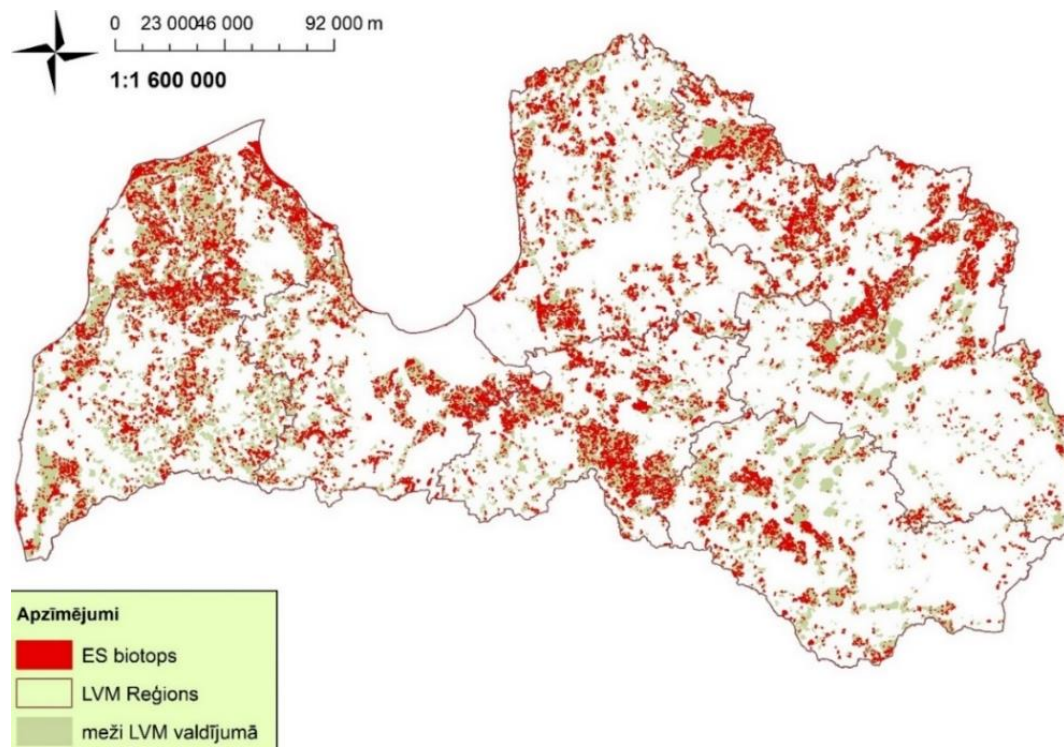 0 23 00046 000 92 000 m
1:1 600 000
Apzīmējumi
ES biotops
LVM Reģions
meži LVM valdījumā